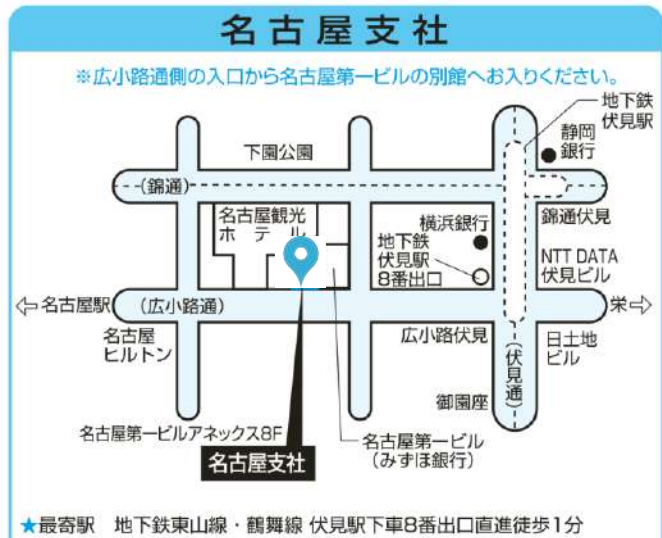 名古屋支社
※広小路通側の入口から名古屋第一ビルの別館へお入りください。
地下鉄
伏見駅
静岡
銀行
下園公園
(錦通)
名古屋観光
ホテル
横浜銀行
地下鉄
伏見駅
8番出口
錦通伏見
NTT DATA
伏見ビル
⇦名古屋駅
(広小路通)
栄⇨
名古屋
ヒルトン
広小路伏見
(伏見通)
日土地
ビル
御園座
名古屋第一ビルアネックス8F
名古屋支社
名古屋第一ビル
(みずほ銀行)
★最寄駅 地下鉄東山線・鶴舞線 伏見駅下車8番出口直進徒歩1分